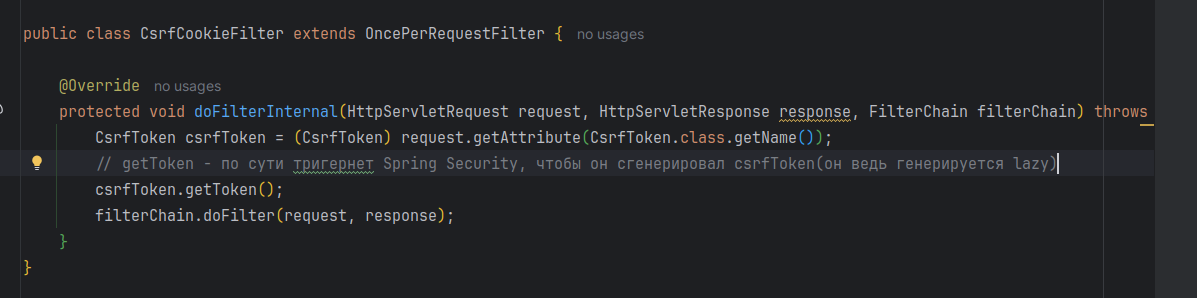 public class CsrfCookieFilter extends OncePerRequestFilter { no usages
@Override no usages
protected void doFilterInternal(HttpServletRequest request, HttpServletResponse response, FilterChain filterChain) throws
CsrfToken csrfToken = (CsrfToken) request.getAttribute(CsrfToken.class.getName());
// getToken - по сути тригернет Spring Security, чтобы он сгенерировал csrfToken(он ведь генерируется lazy)
csrfToken.getToken();
filterChain.doFilter(request, response);
}
}